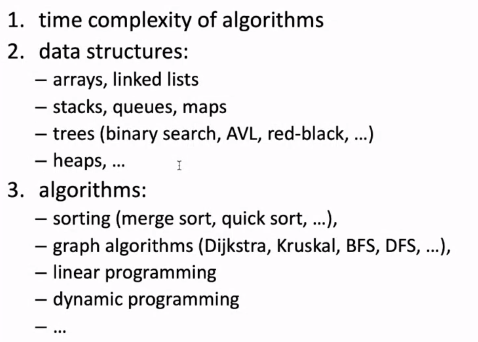 1. time complexity of algorithms
2. data structures:
– arrays, linked lists
– stacks, queues, maps
– trees (binary search, AVL, red-black, ...)
– heaps, ...
3. algorithms:
– sorting (merge sort, quick sort, ...),
– graph algorithms (Dijkstra, Kruskal, BFS, DFS, ...),
– linear programming
– dynamic programming
– ...